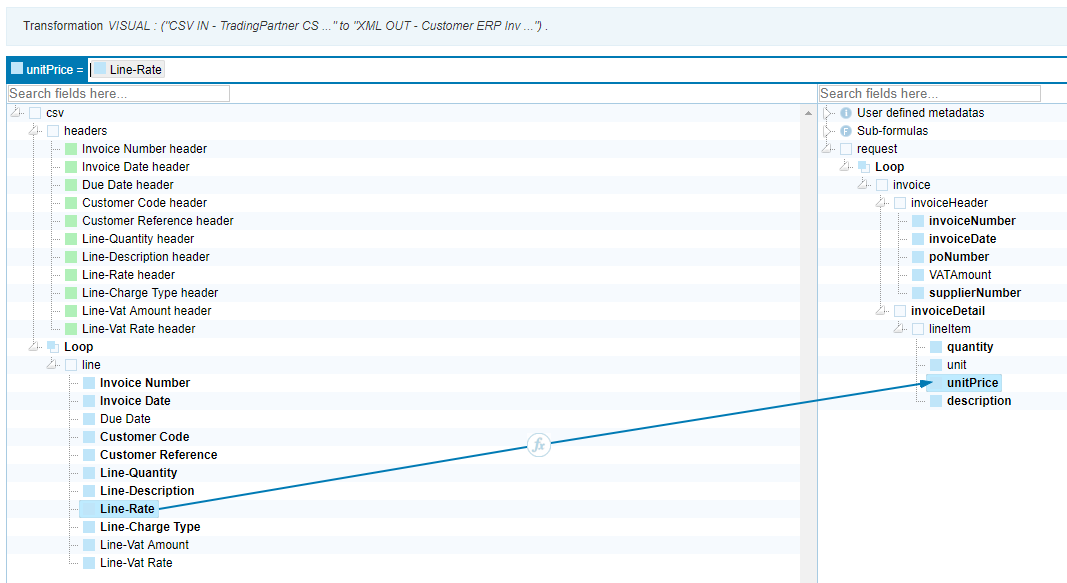 Transformation VISUAL : ("CSV IN - TradingPartner CS ..." to "XML OUT - Customer ERP Inv ...") .
unitPrice = Line-Rate
Search fields here...
csv
headers
Invoice Number header
Invoice Date header
Due Date header
Customer Code header
Customer Reference header
Line-Quantity header
Line-Description header
Line-Rate header
Line-Charge Type header
Line-Vat Amount header
Line-Vat Rate header
Loop
line
Invoice Number
Invoice Date
Due Date
Customer Code
Customer Reference
Line-Quantity
Line-Description
Line-Rate
Line-Charge Type
Line-Vat Amount
Line-Vat Rate
fx
Search fields here...
I User defined metadatas
F Sub-formulas
request
Loop
invoice
invoiceHeader
invoiceNumber
invoiceDate
poNumber
VATAmount
supplierNumber
invoiceDetail
lineItem
quantity
unit
unitPrice
description